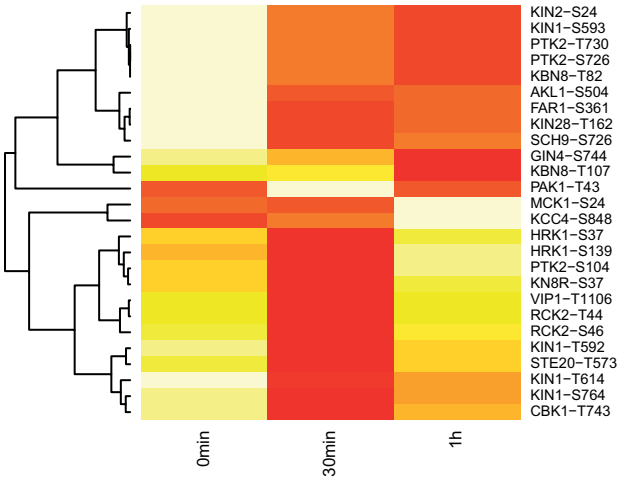 KIN2−S24
KIN1−S593
PTK2−T730
PTK2−S726
KBN8−T82
AKL1−S504
FAR1−S361
KIN28−T162
SCH9−S726
GIN4−S744
KBN8−T107
PAK1−T43
MCK1−S24
KCC4−S848
HRK1−S37
HRK1−S139
PTK2−S104
KN8R−S37
VIP1−T1106
RCK2−T44
RCK2−S46
KIN1−T592
STE20−T573
KIN1−T614
KIN1−S764
CBK1−T743
0min
30min
1h